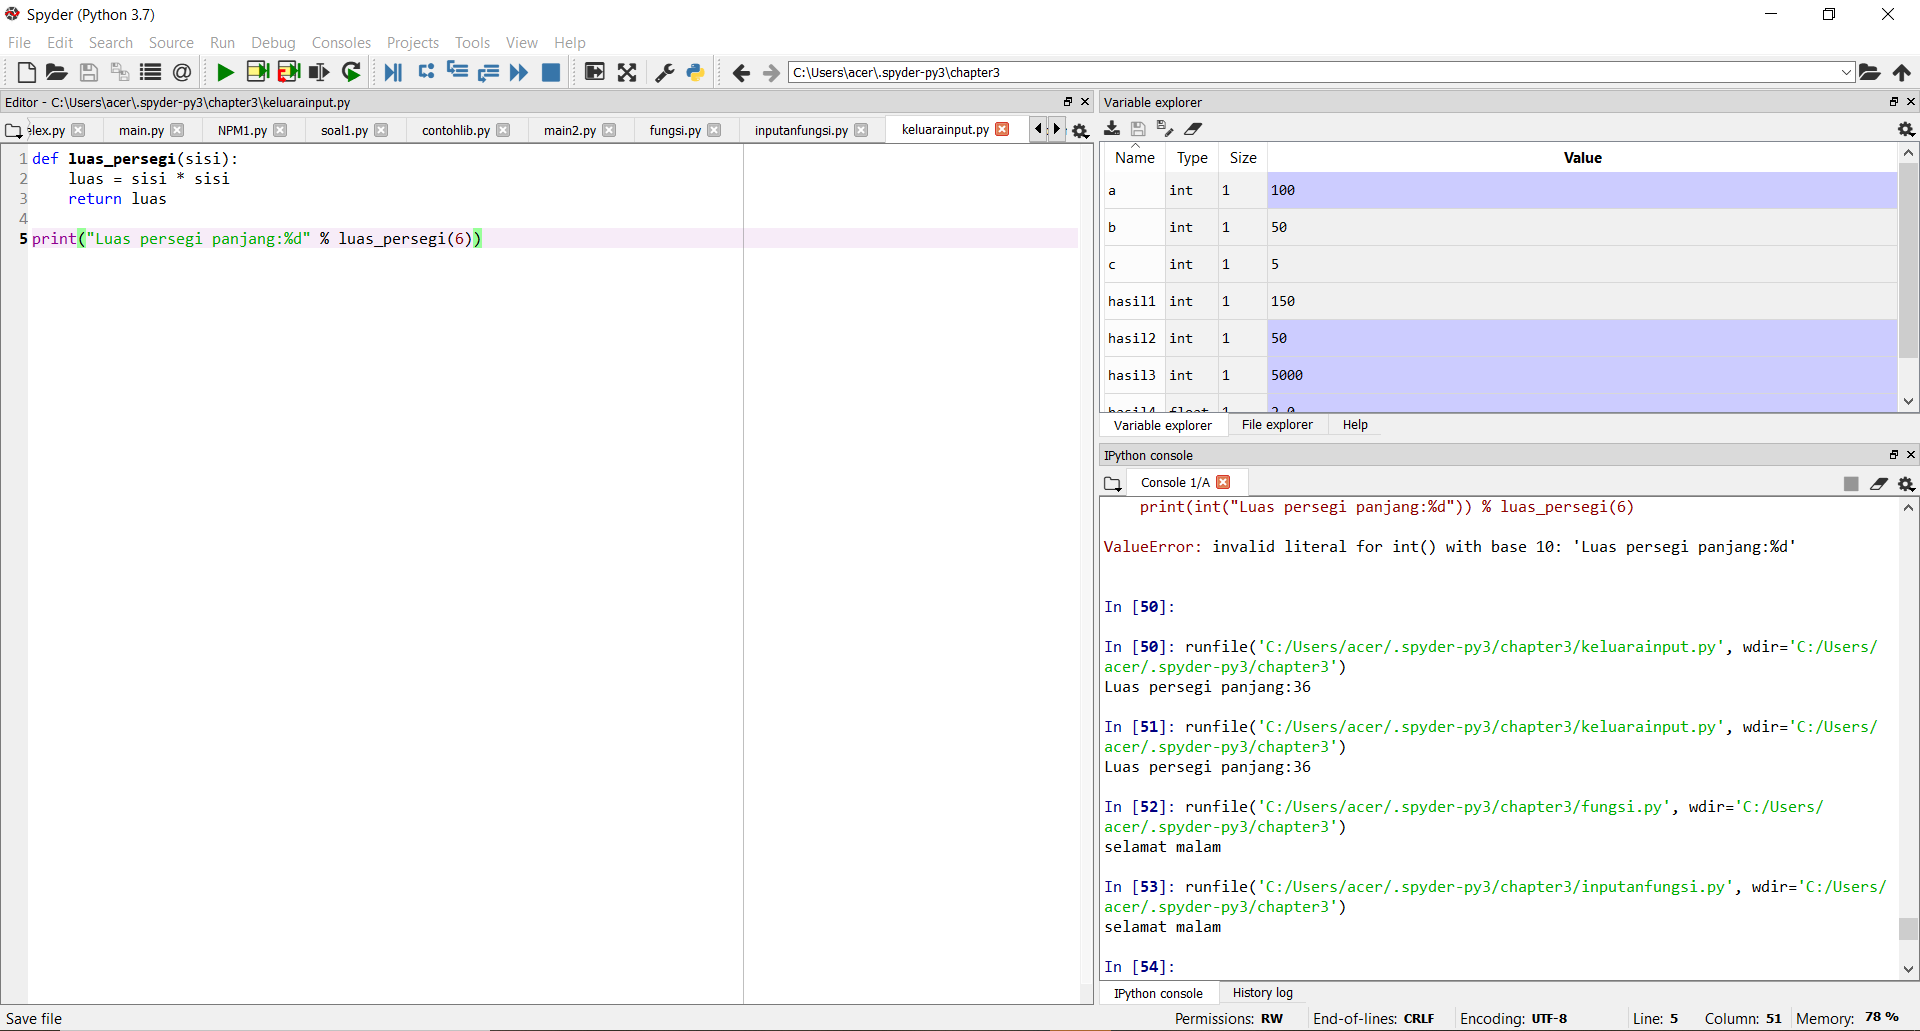 Spyder (Python 3.7)
File Edit Search Source Run Debug Consoles Projects Tools View Help
C:\Users\acer\.spyder-py3\chapter3
Editor - C:\Users\acer\.spyder-py3\chapter3\keluarainput.py
elex.py main.py NPM1.py soal1.py contohlib.py main2.py fungsi.py inputanfungsi.py keluarainput.py
1 def luas_persegi(sisi):
2     luas = sisi * sisi
3     return luas
4
5 print("Luas persegi panjang:%d" % luas_persegi(6))
Variable explorer
Name Type Size Value
a int 1 100
b int 1 50
c int 1 5
hasil1 int 1 150
hasil2 int 1 50
hasil3 int 1 5000
hasil4 float 1 2.0
Variable explorer File explorer Help
IPython console
Console 1/A
    print(int("Luas persegi panjang:%d")) % luas_persegi(6)
ValueError: invalid literal for int() with base 10: 'Luas persegi panjang:%d'
In [50]:
In [50]: runfile('C:/Users/acer/.spyder-py3/chapter3/keluarainput.py', wdir='C:/Users/
acer/.spyder-py3/chapter3')
Luas persegi panjang:36
In [51]: runfile('C:/Users/acer/.spyder-py3/chapter3/keluarainput.py', wdir='C:/Users/
acer/.spyder-py3/chapter3')
Luas persegi panjang:36
In [52]: runfile('C:/Users/acer/.spyder-py3/chapter3/fungsi.py', wdir='C:/Users/
acer/.spyder-py3/chapter3')
selamat malam
In [53]: runfile('C:/Users/acer/.spyder-py3/chapter3/inputanfungsi.py', wdir='C:/Users/
acer/.spyder-py3/chapter3')
selamat malam
In [54]:
IPython console History log
Save file Permissions: RW End-of-lines: CRLF Encoding: UTF-8 Line: 5 Column: 51 Memory: 78 %